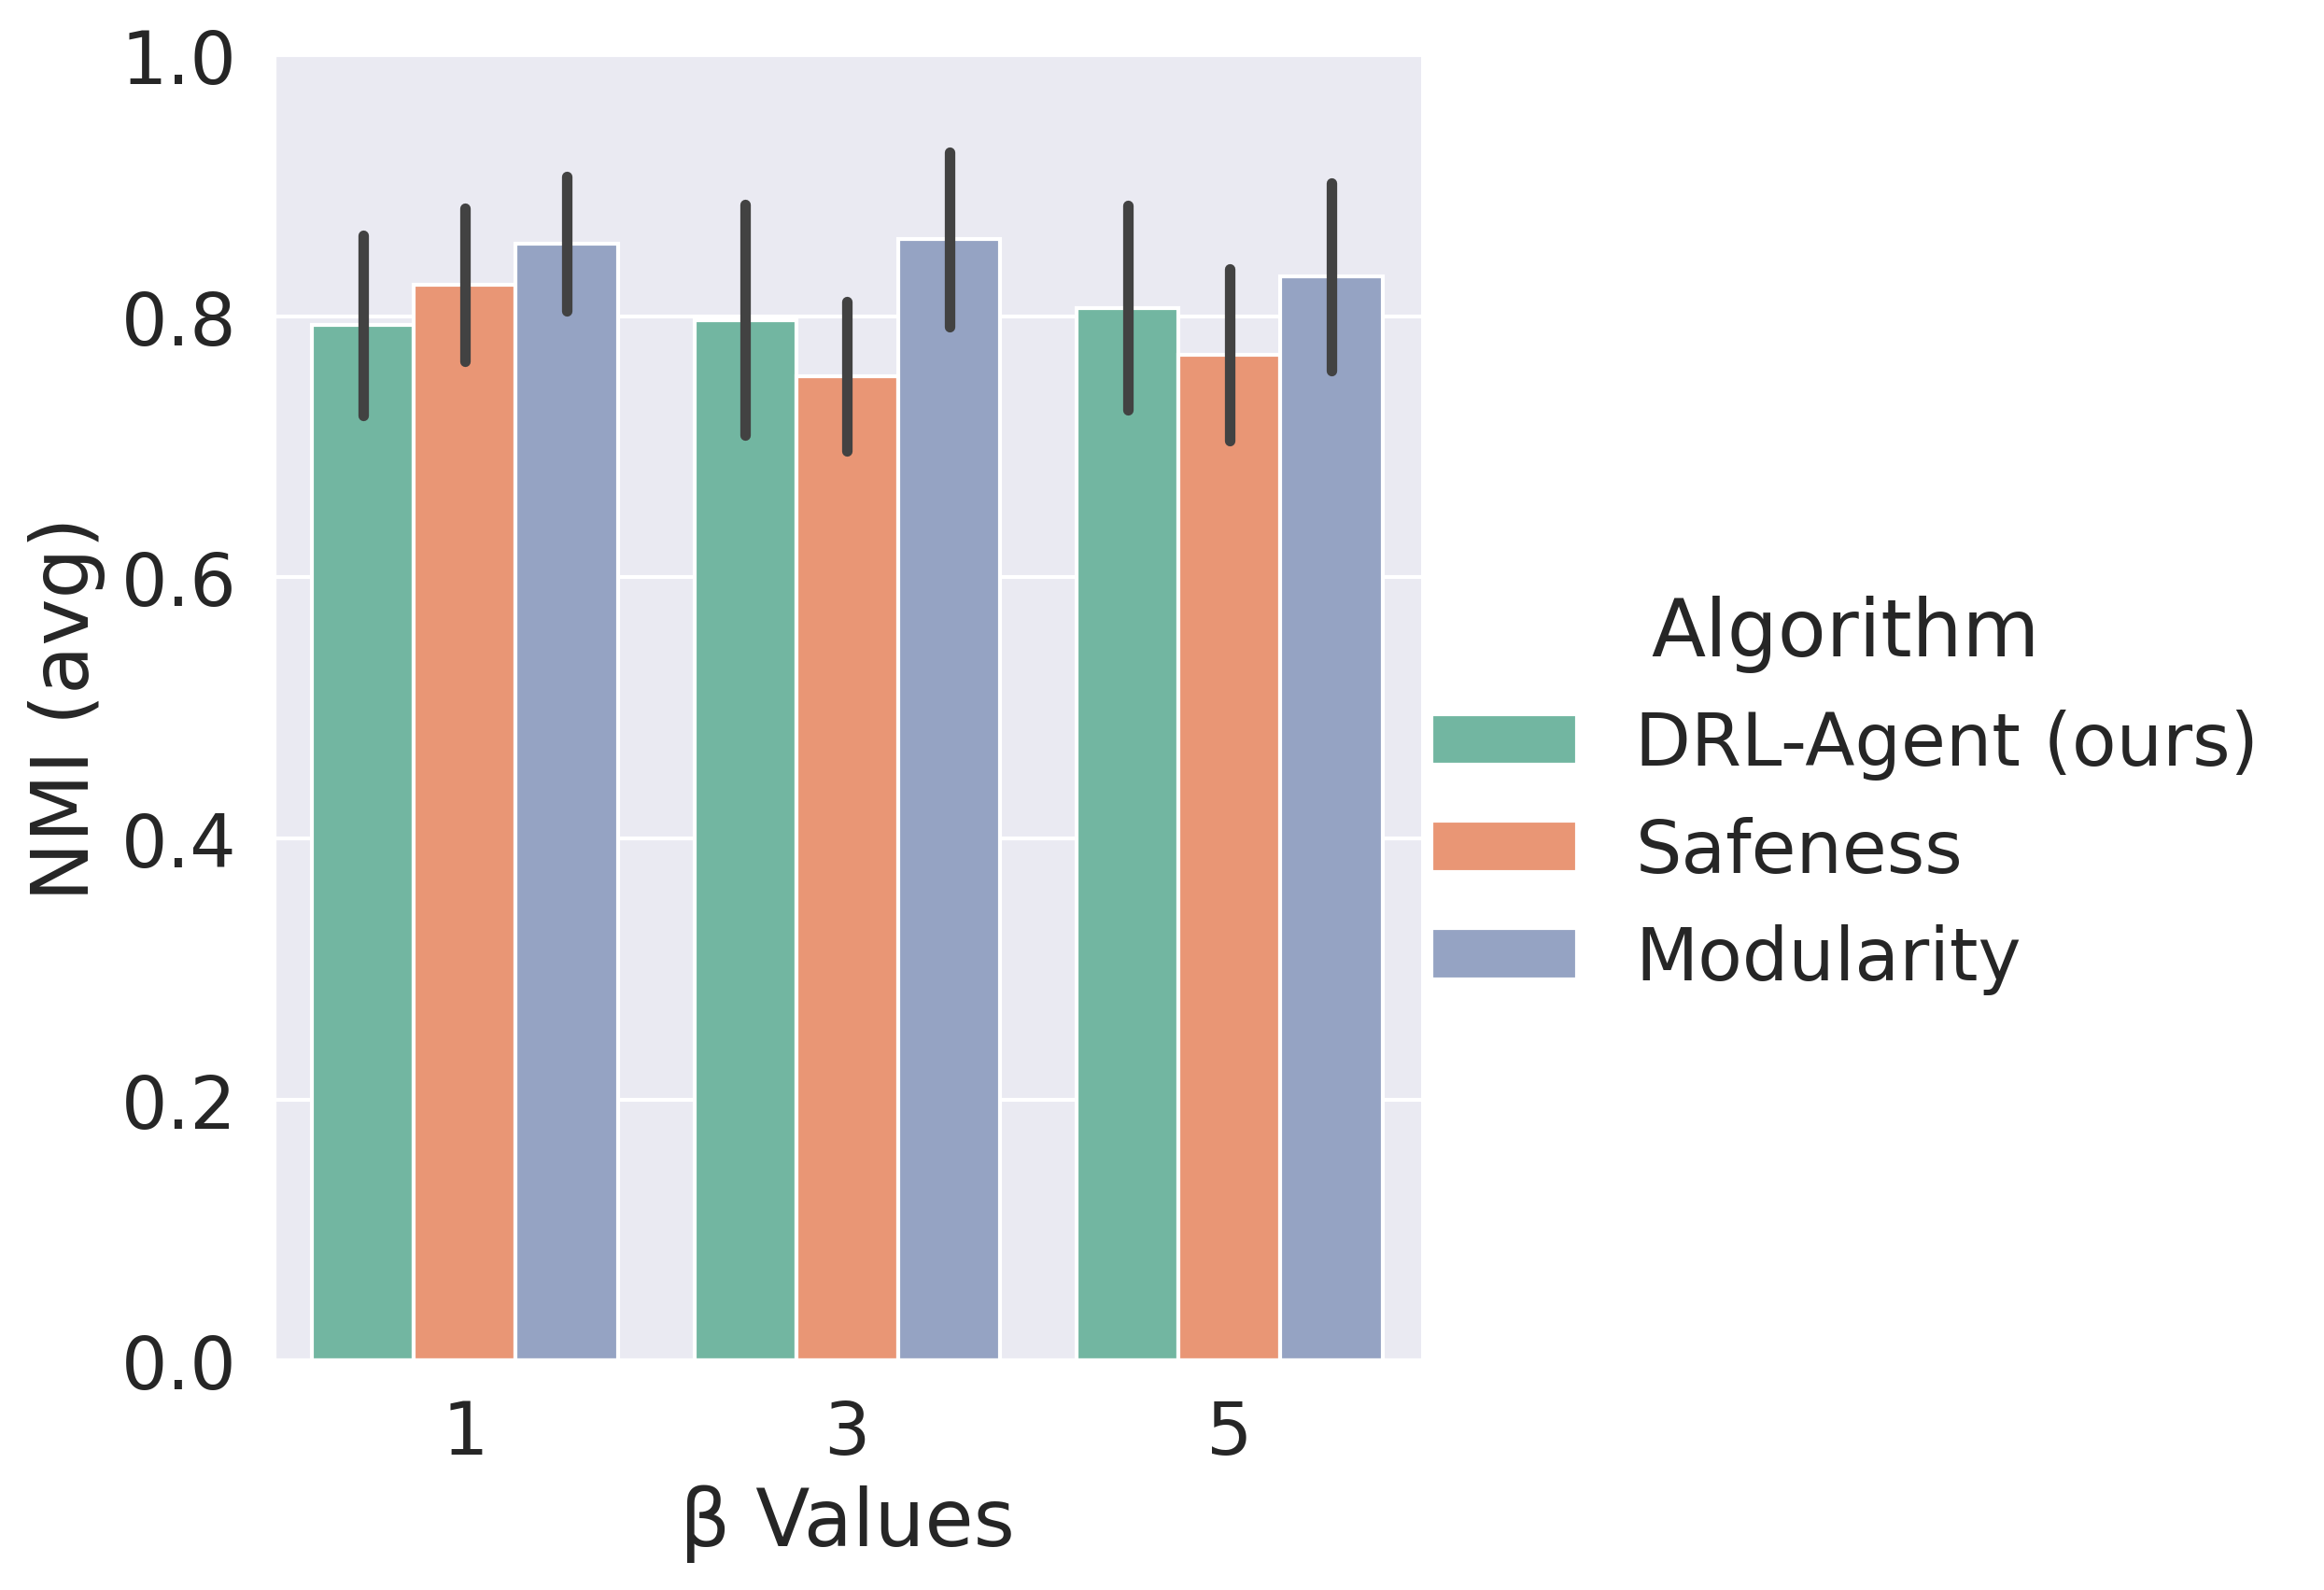 1.0
0.8
0.6
0.4
0.2
0.0
NMI (avg)
1 3 5
β Values
Algorithm
DRL-Agent (ours)
Safeness
Modularity